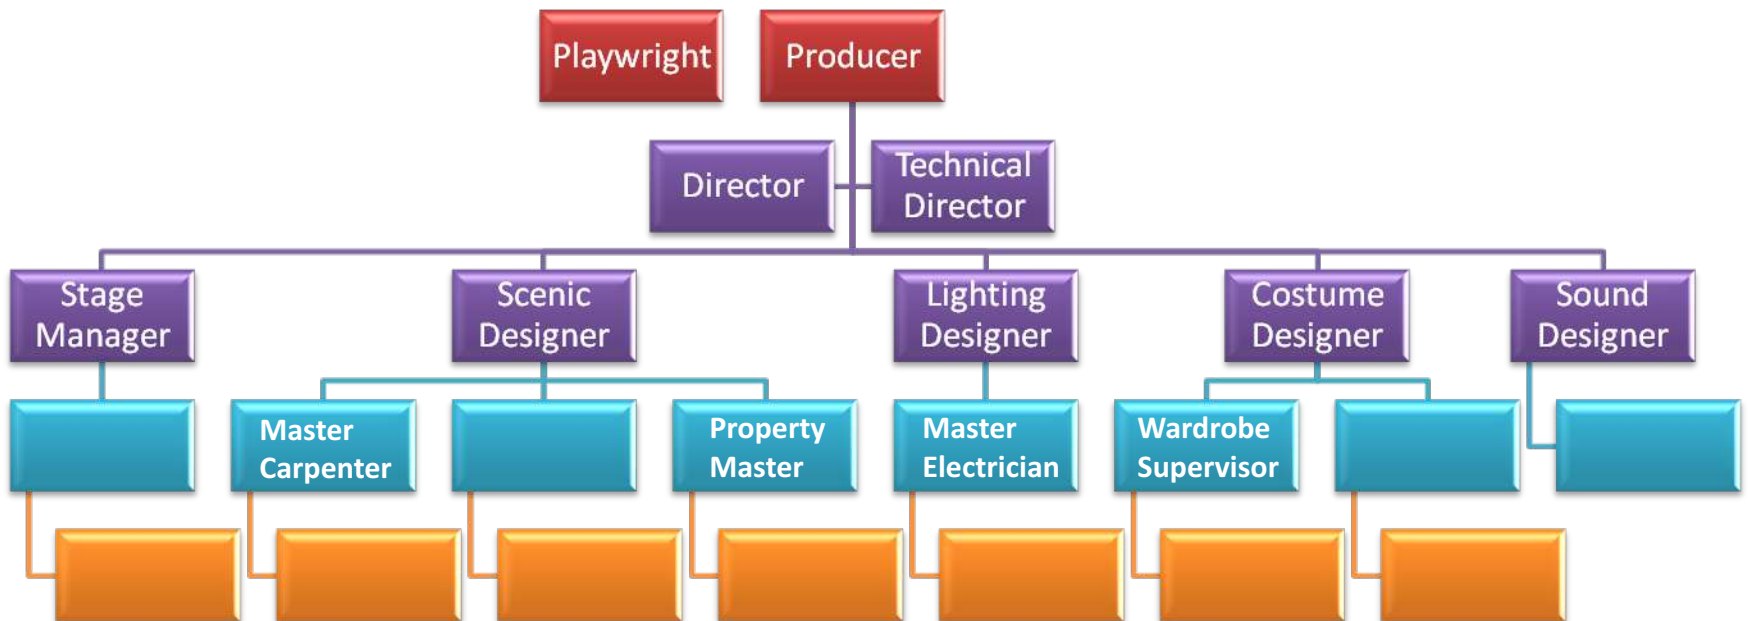 Playwright
Producer
Director
Technical
Director
Stage
Manager
Scenic
Designer
Lighting
Designer
Costume
Designer
Sound
Designer
Master
Carpenter
Property
Master
Master
Electrician
Wardrobe
Supervisor